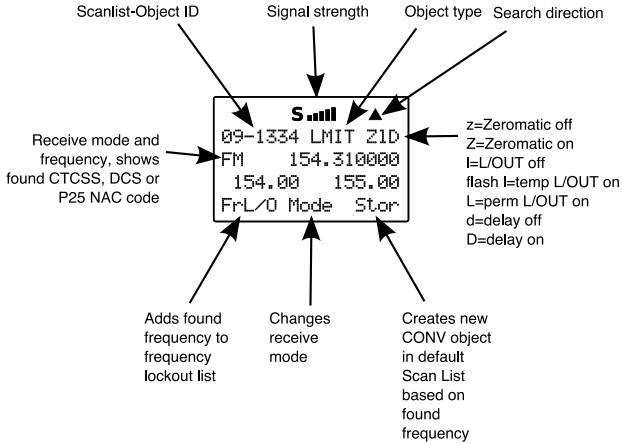 Scanlist-Object ID
Signal strength
Object type
Search direction
S
09-1334 LMIT Z1D
FM 154.310000
154.00 155.00
FrL/O Mode Stor
Receive mode and
frequency, shows
found CTCSS, DCS or
P25 NAC code
z=Zeromatic off
Z=Zeromatic on
l=L/OUT off
flash l=temp L/OUT on
L=perm L/OUT on
d=delay off
D=delay on
Adds found
frequency to
frequency
lockout list
Changes
receive
mode
Creates new
CONV object
in default
Scan List
based on
found
frequency